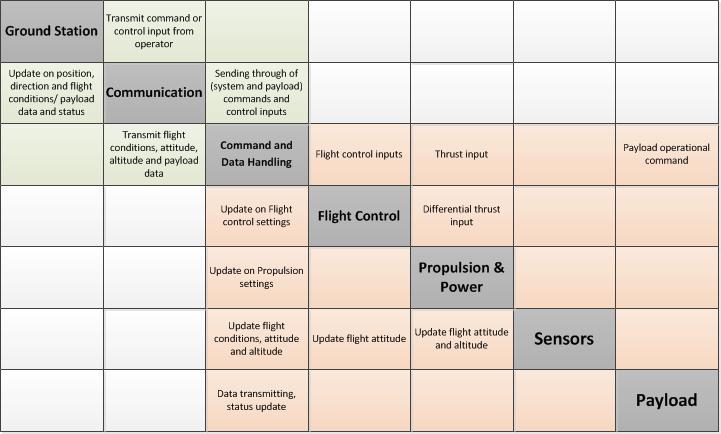 Ground Station
Transmit command or
control input from
operator
Update on position,
direction and flight
conditions/ payload
data and status
Communication
Sending through of
(system and payload)
commands and
control inputs
Transmit flight
conditions, attitude,
altitude and payload
data
Command and
Data Handling
Flight control inputs
Thrust input
Payload operational
command
Update on Flight
control settings
Flight Control
Differential thrust
input
Update on Propulsion
settings
Propulsion &
Power
Update flight
conditions, attitude
and altitude
Update flight attitude
Update flight attitude
and altitude
Sensors
Data transmitting,
status update
Payload